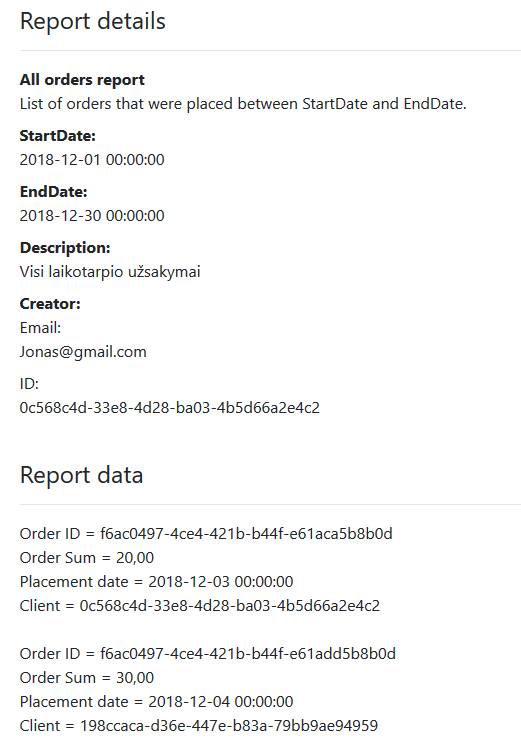 Report details
All orders report
List of orders that were placed between StartDate and EndDate.
StartDate:
2018-12-01 00:00:00
EndDate:
2018-12-30 00:00:00
Description:
Visi laikotarpio užsakymai
Creator:
Email:
Jonas@gmail.com
ID:
0c568c4d-33e8-4d28-ba03-4b5d66a2e4c2
Report data
Order ID = f6ac0497-4ce4-421b-b44f-e61aca5b8b0d
Order Sum = 20,00
Placement date = 2018-12-03 00:00:00
Client = 0c568c4d-33e8-4d28-ba03-4b5d66a2e4c2
Order ID = f6ac0497-4ce4-421b-b44f-e61add5b8b0d
Order Sum = 30,00
Placement date = 2018-12-04 00:00:00
Client = 198ccaca-d36e-447e-b83a-79bb9ae94959